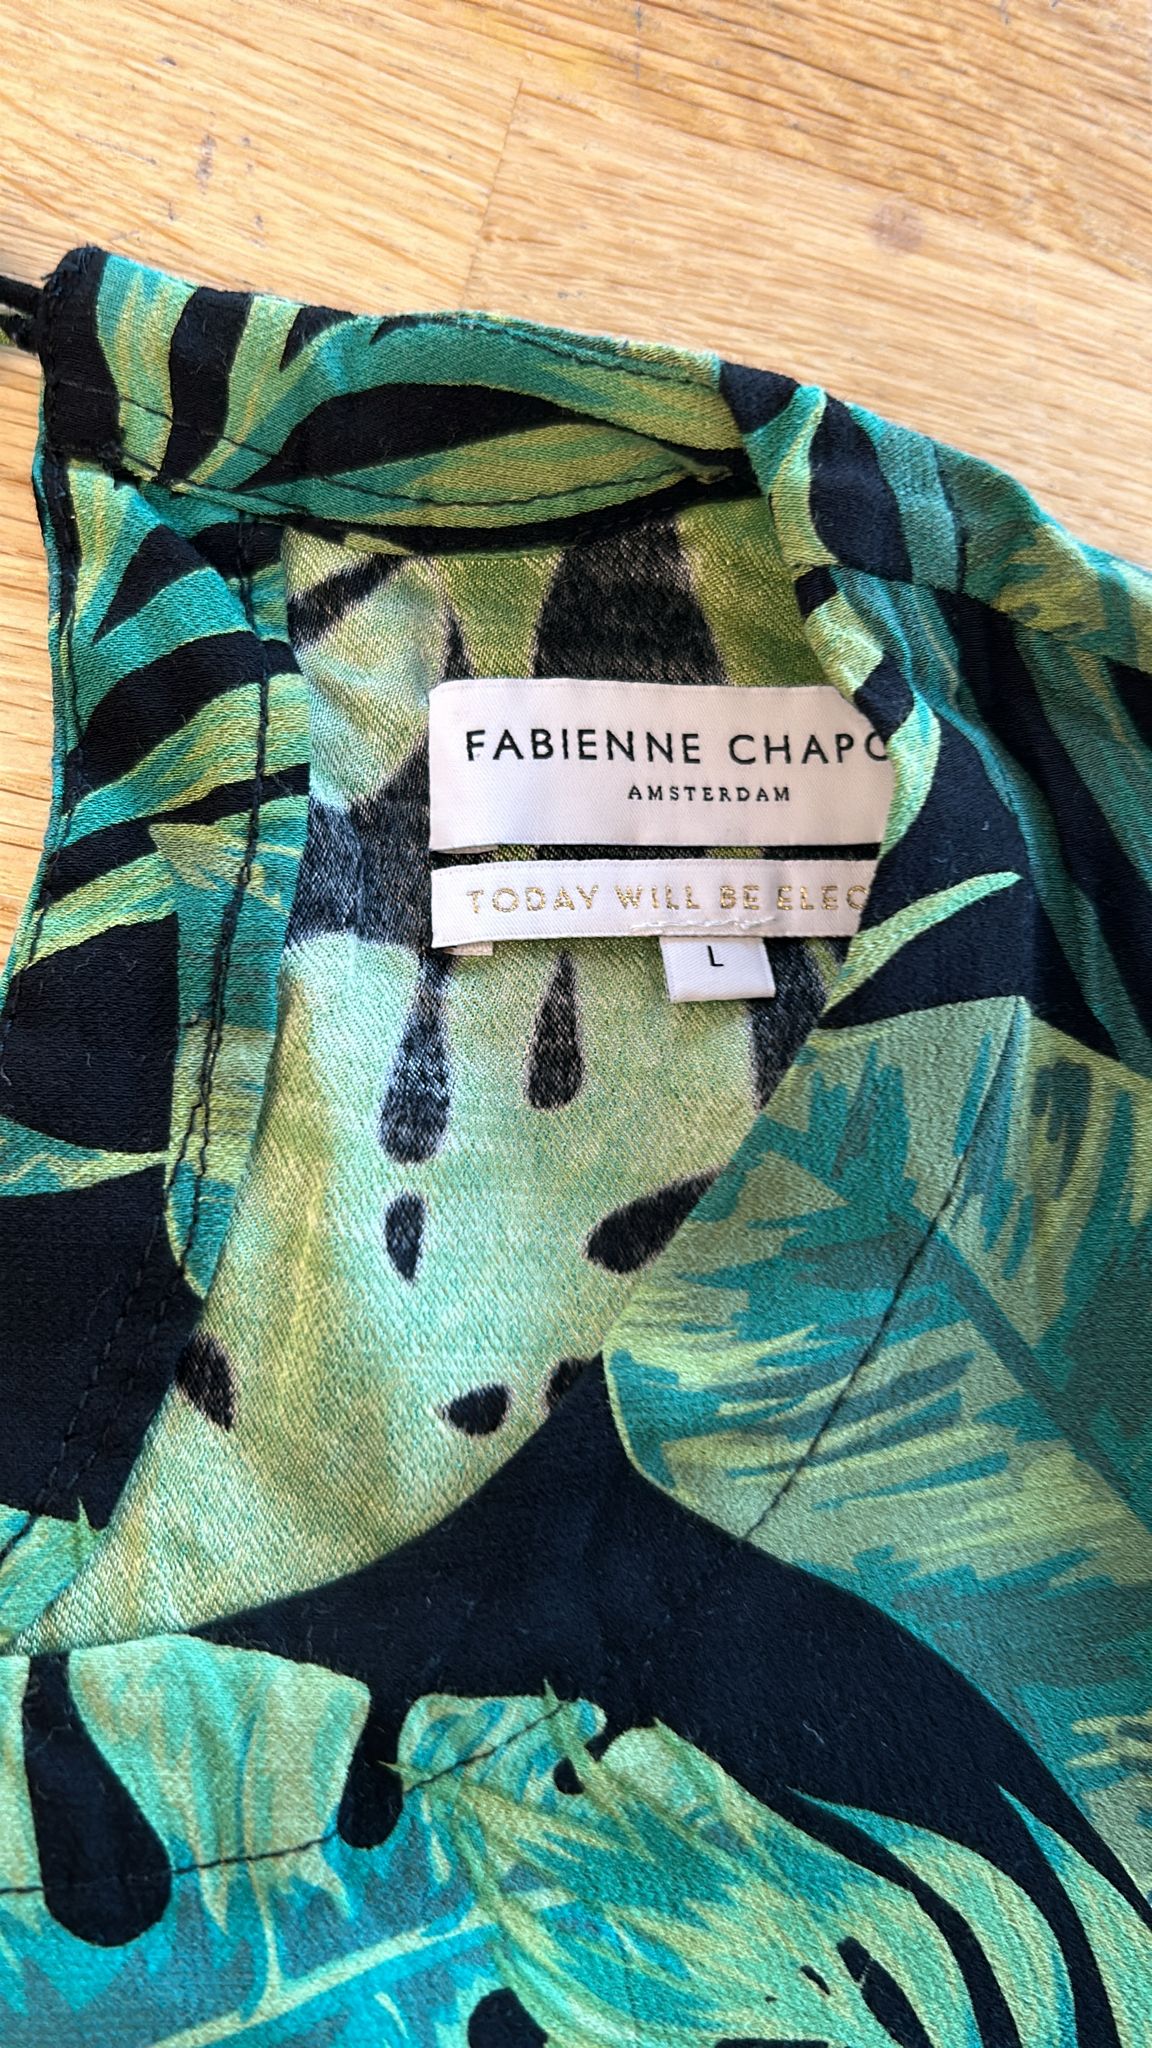 FABIENNE CHAPO
AMSTERDAM
TODAY WILL BE ELEC
L